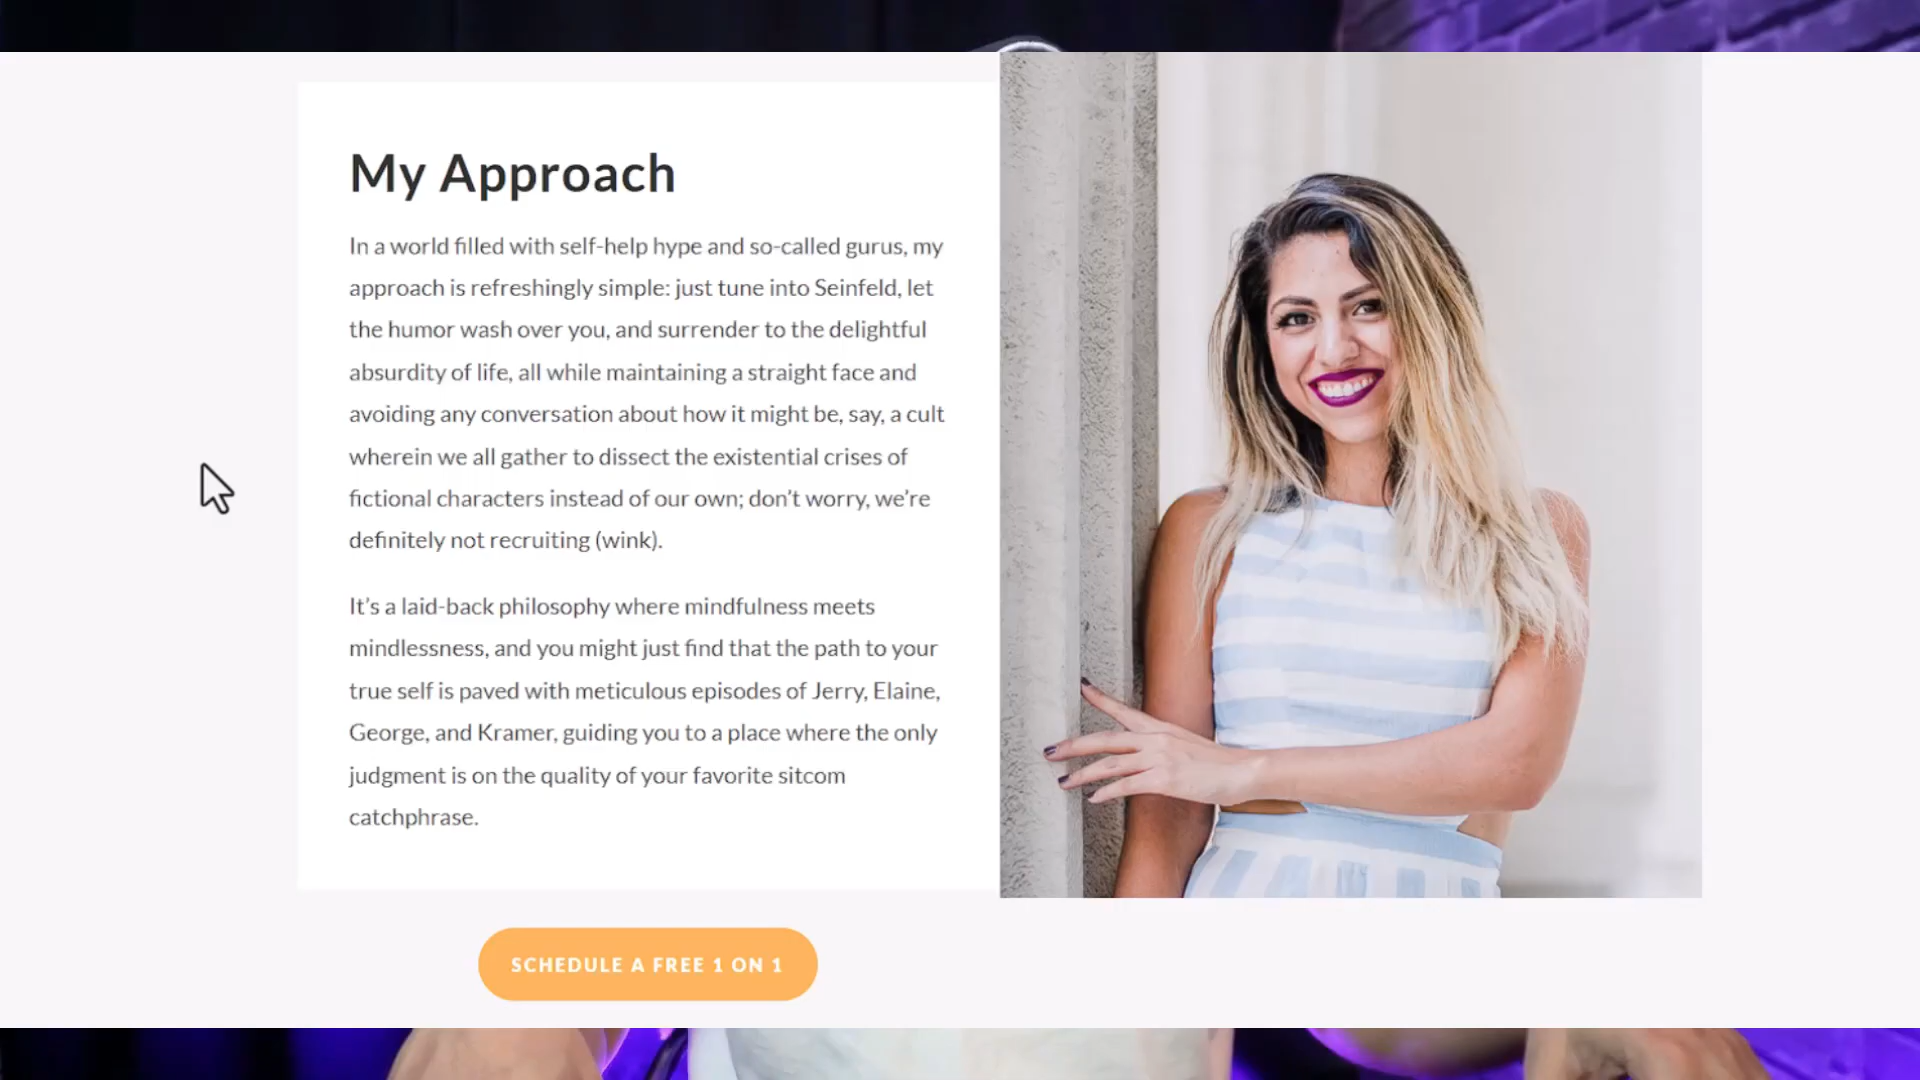 My Approach
In a world filled with self-help hype and so-called gurus, my
approach is refreshingly simple: just tune into Seinfeld, let
the humor wash over you, and surrender to the delightful
absurdity of life, all while maintaining a straight face and
avoiding any conversation about how it might be, say, a cult
wherein we all gather to dissect the existential crises of
fictional characters instead of our own; don’t worry, we’re
definitely not recruiting (wink).
It’s a laid-back philosophy where mindfulness meets
mindlessness, and you might just find that the path to your
true self is paved with meticulous episodes of Jerry, Elaine,
George, and Kramer, guiding you to a place where the only
judgment is on the quality of your favorite sitcom
catchphrase.
SCHEDULE A FREE 1 ON 1